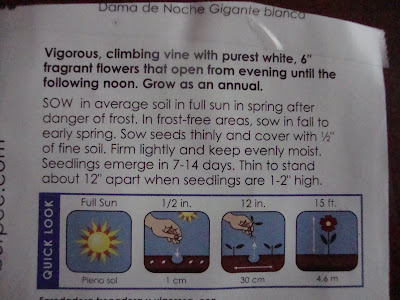 Dama de Noche Gigante blanca
Vigorous, climbing vine with purest white, 6"
fragrant flowers that open from evening until the
following noon. Grow as an annual.
SOW in average soil in full sun in spring after
danger of frost. In frost-free areas, sow in fall to
early spring. Sow seeds thinly and cover with ½"
of fine soil. Firm lightly and keep evenly moist.
Seedlings emerge in 7-14 days. Thin to stand
about 12" apart when seedlings are 1-2" high.
QUICK LOOK
Full Sun 1/2 in. 12 in. 15 ft.
Pleno sol 1 cm 30 cm 4.6 m